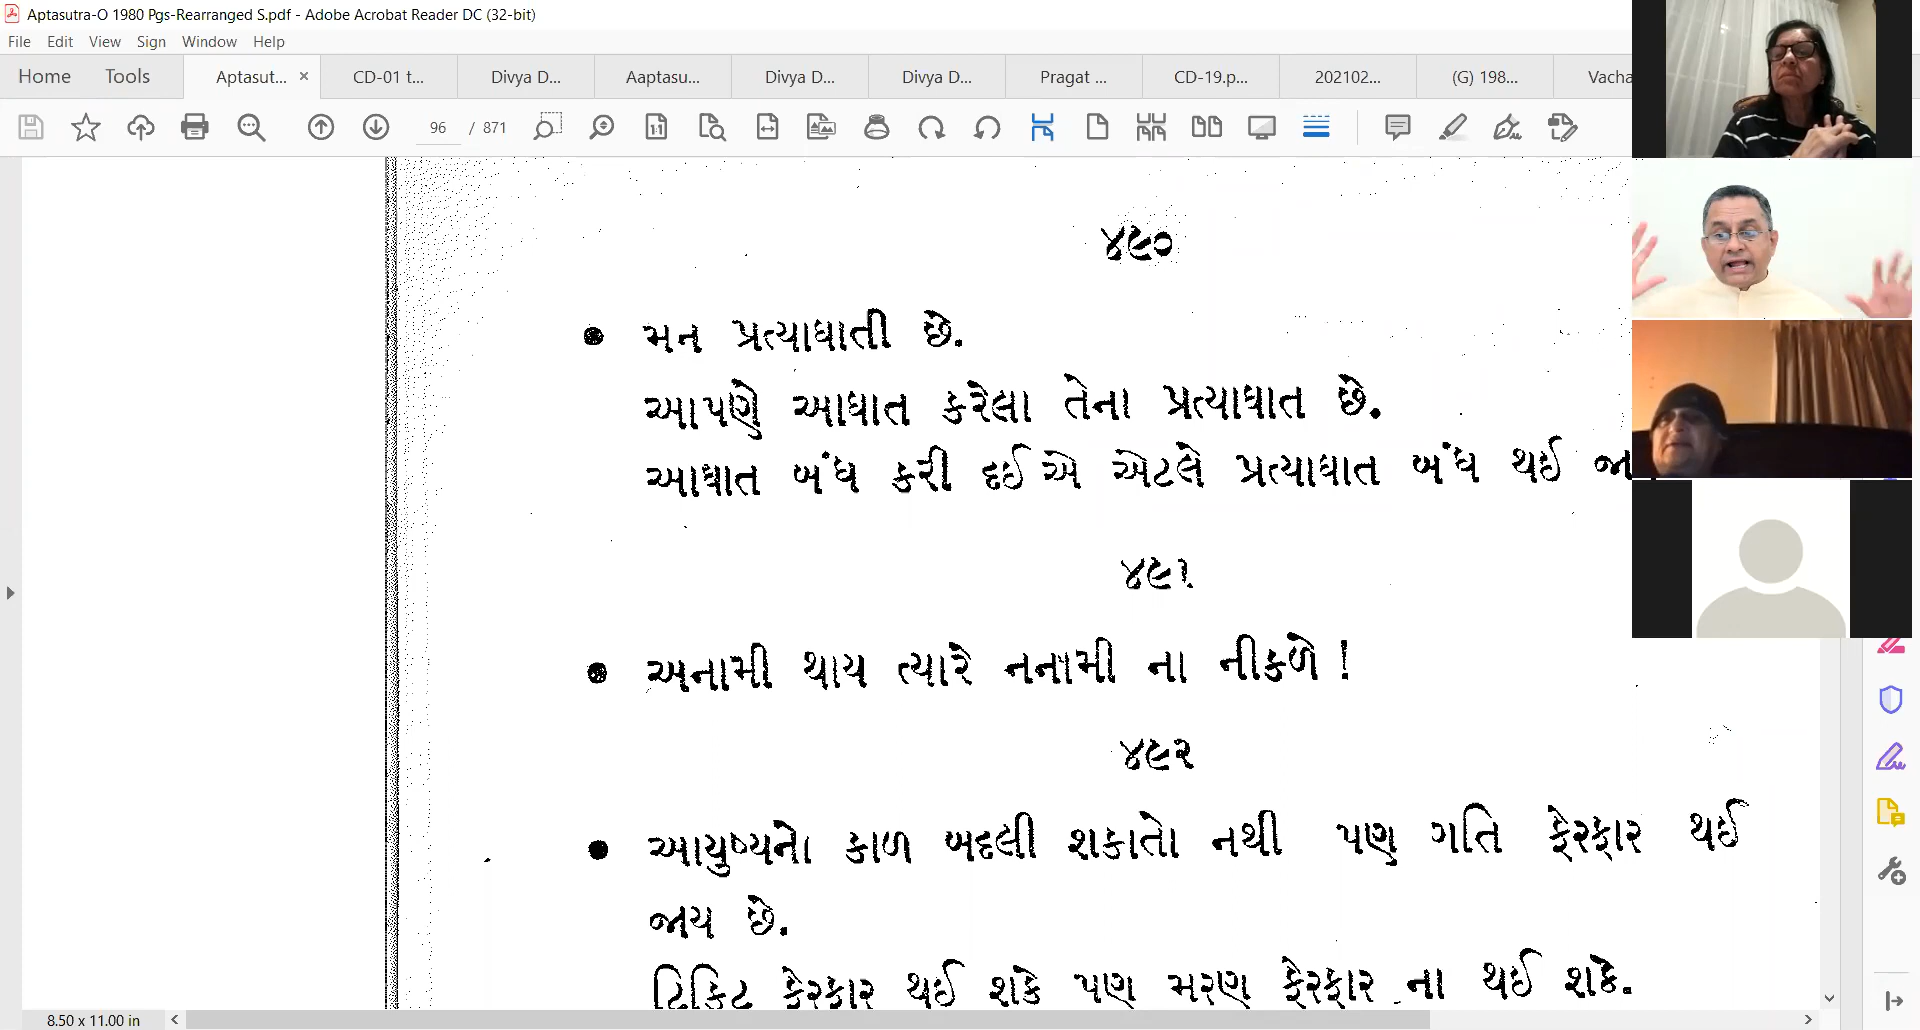 Aptasutra-O 1980 Pgs-Rearranged S.pdf - Adobe Acrobat Reader DC (32-bit)
File Edit View Sign Window Help
Home Tools Aptasut... × CD-01 t... Divya D... Aaptasu... Divya D... Divya D... Pragat ... CD-19.p... 202102... (G) 198... Vacha
96 / 871
૪૯૦
● મન પ્રત્યાઘાતી છે.
આપણે આઘાત કરેલા તેના પ્રત્યાઘાત છે.
આઘાત બંધ કરી દઈએ એટલે પ્રત્યાઘાત બંધ થઈ જા
૪૯૧
● અનામી થાય ત્યારે નનામી ના નીકળે !
૪૯૨
● આયુષ્યનો કાળ બદલી શકાતો નથી પણ ગતિ ફેરફાર થઈ
જાય છે.
ટિકિટ ફેરફાર થઈ શકે પણ મરણ ફેરફાર ના થઈ શકે.
8.50 x 11.00 in